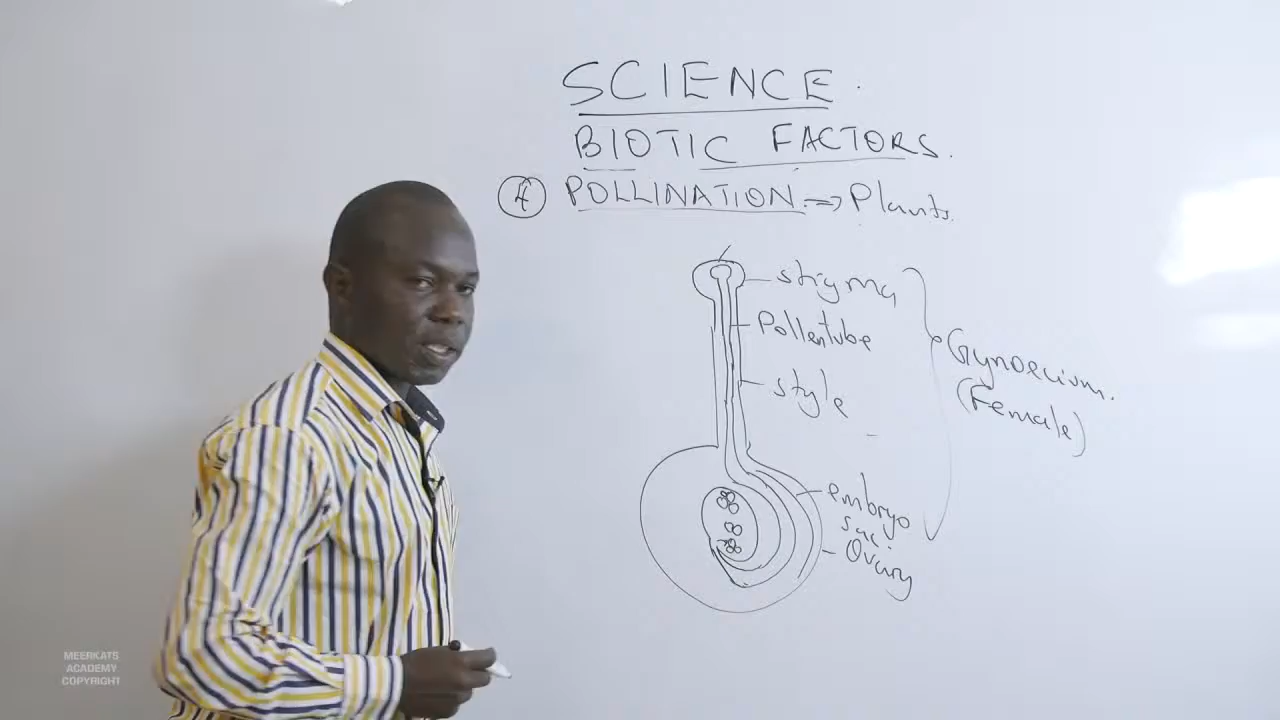 SCIENCE.
BIOTIC FACTORS.
4 POLLINATION. => Plants.
stigma
Pollentube
style
Gynoecium.
(Female)
embryo
sac
Ovary
MEERKATS
ACADEMY
COPYRIGHT